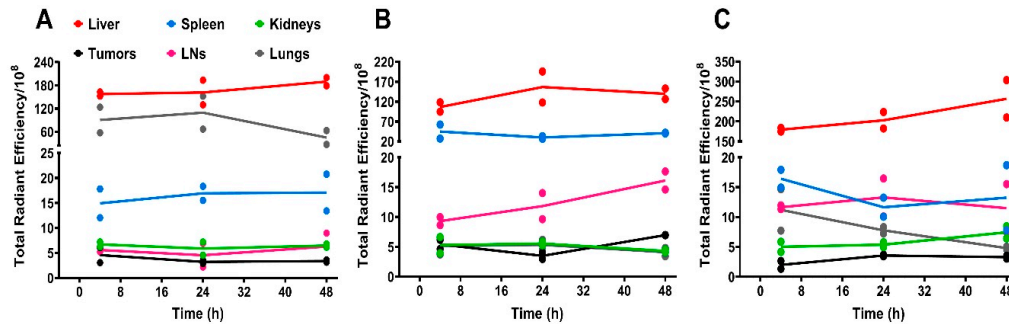 A
Liver
Spleen
Kidneys
Tumors
LNs
Lungs
Total Radiant Efficiency/10⁸
240
180
120
60
25
20
15
10
5
0
0 8 16 24 32 40 48
Time (h)
B
Total Radiant Efficiency/10⁸
220
170
120
70
20
20
15
10
5
0
0 8 16 24 32 40 48
Time (h)
C
Total Radiant Efficiency/10⁸
350
300
250
200
150
20
15
10
5
0
0 8 16 24 32 40 48
Time (h)